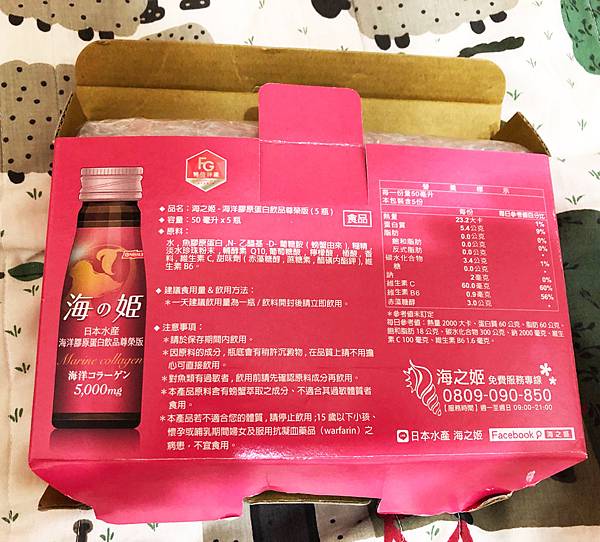 FG
◆品名：海之姬-海洋膠原蛋白飲品尊榮版(5瓶)
◆容量：50毫升x5瓶
食品
◆原料：
水, 魚膠原蛋白, N-乙醯基-D-葡萄糖胺(螃蟹由來), 糊精,
淡水珍珠粉末, 輔酵素Q10, 葡萄糖酸, 檸檬酸, 植酸, 香
料, 維生素C, 甜味劑(赤藻糖醇, 蔗糖素, 醋磺內酯鉀), 維
生素B6。
◆建議食用量&飲用方法：
＊一天建議飲用量為一瓶/飲料開封後請立即飲用。
◆注意事項：
＊請於保存期間內飲用。
＊因原料的成分，瓶底會有稍許沉澱物，在品質上請不用擔
心可直接飲用。
＊對魚類有過敏者，飲用前請先確認原料成分再飲用。
＊本產品原料含有螃蟹萃取之成分、不適合其過敏體質者
食用。
＊本產品若不適合您的體質，請停止飲用;15歲以下小孩、
懷孕或哺乳期間婦女及服用抗凝血藥品(warfarin)之
病患，不宜食用。
海の姬
日本水産
海洋膠原蛋白飲品尊榮版
Marine collagen
海洋コラーゲン
5,000mg
營養標示
每一份量50毫升
本包裝含5份
每份 每日參考值百分比
熱量 23.2大卡 1%
蛋白質 5.4公克 9%
脂肪 0.0公克 0%
飽和脂肪 0.0公克 0%
反式脂肪 0.0公克 *
碳水化合物 3.4公克 1%
糖 0.0公克 *
鈉 2毫克 0%
維生素C 60.0毫克 60%
維生素B6 0.9毫克 56%
赤藻糖醇 3.0公克 *
*參考值未訂定
每日參考值：熱量2000大卡、蛋白質60公克、脂肪60公克、
飽和脂肪18公克、碳水化合物300公克、鈉2000毫克、維生
素C 100毫克、維生素B6 1.6毫克。
海之姬 免費服務專線
0809-090-850
【服務時間】週一至週日 09:00-21:00
日本水產 海之姬
Facebook 海之姬